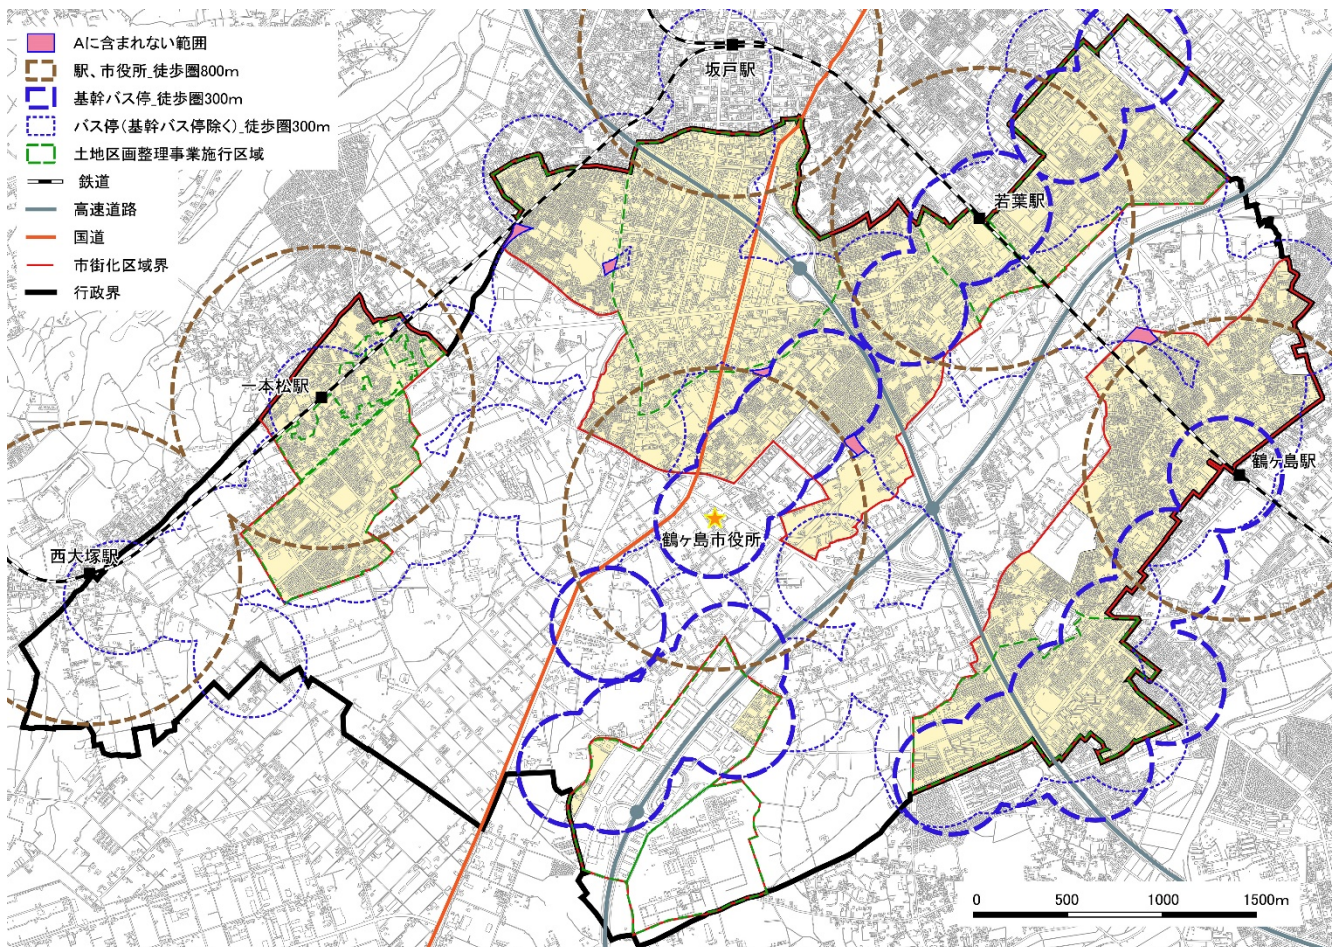 Aに含まれない範囲
駅、市役所_徒歩圏800m
基幹バス停_徒歩圏300m
バス停(基幹バス停除く)_徒歩圏300m
土地区画整理事業施行区域
鉄道
高速道路
国道
市街化区域界
行政界
坂戸駅
若葉駅
一本松駅
鶴ヶ島駅
鶴ヶ島市役所
西大塚駅
0 500 1000 1500m